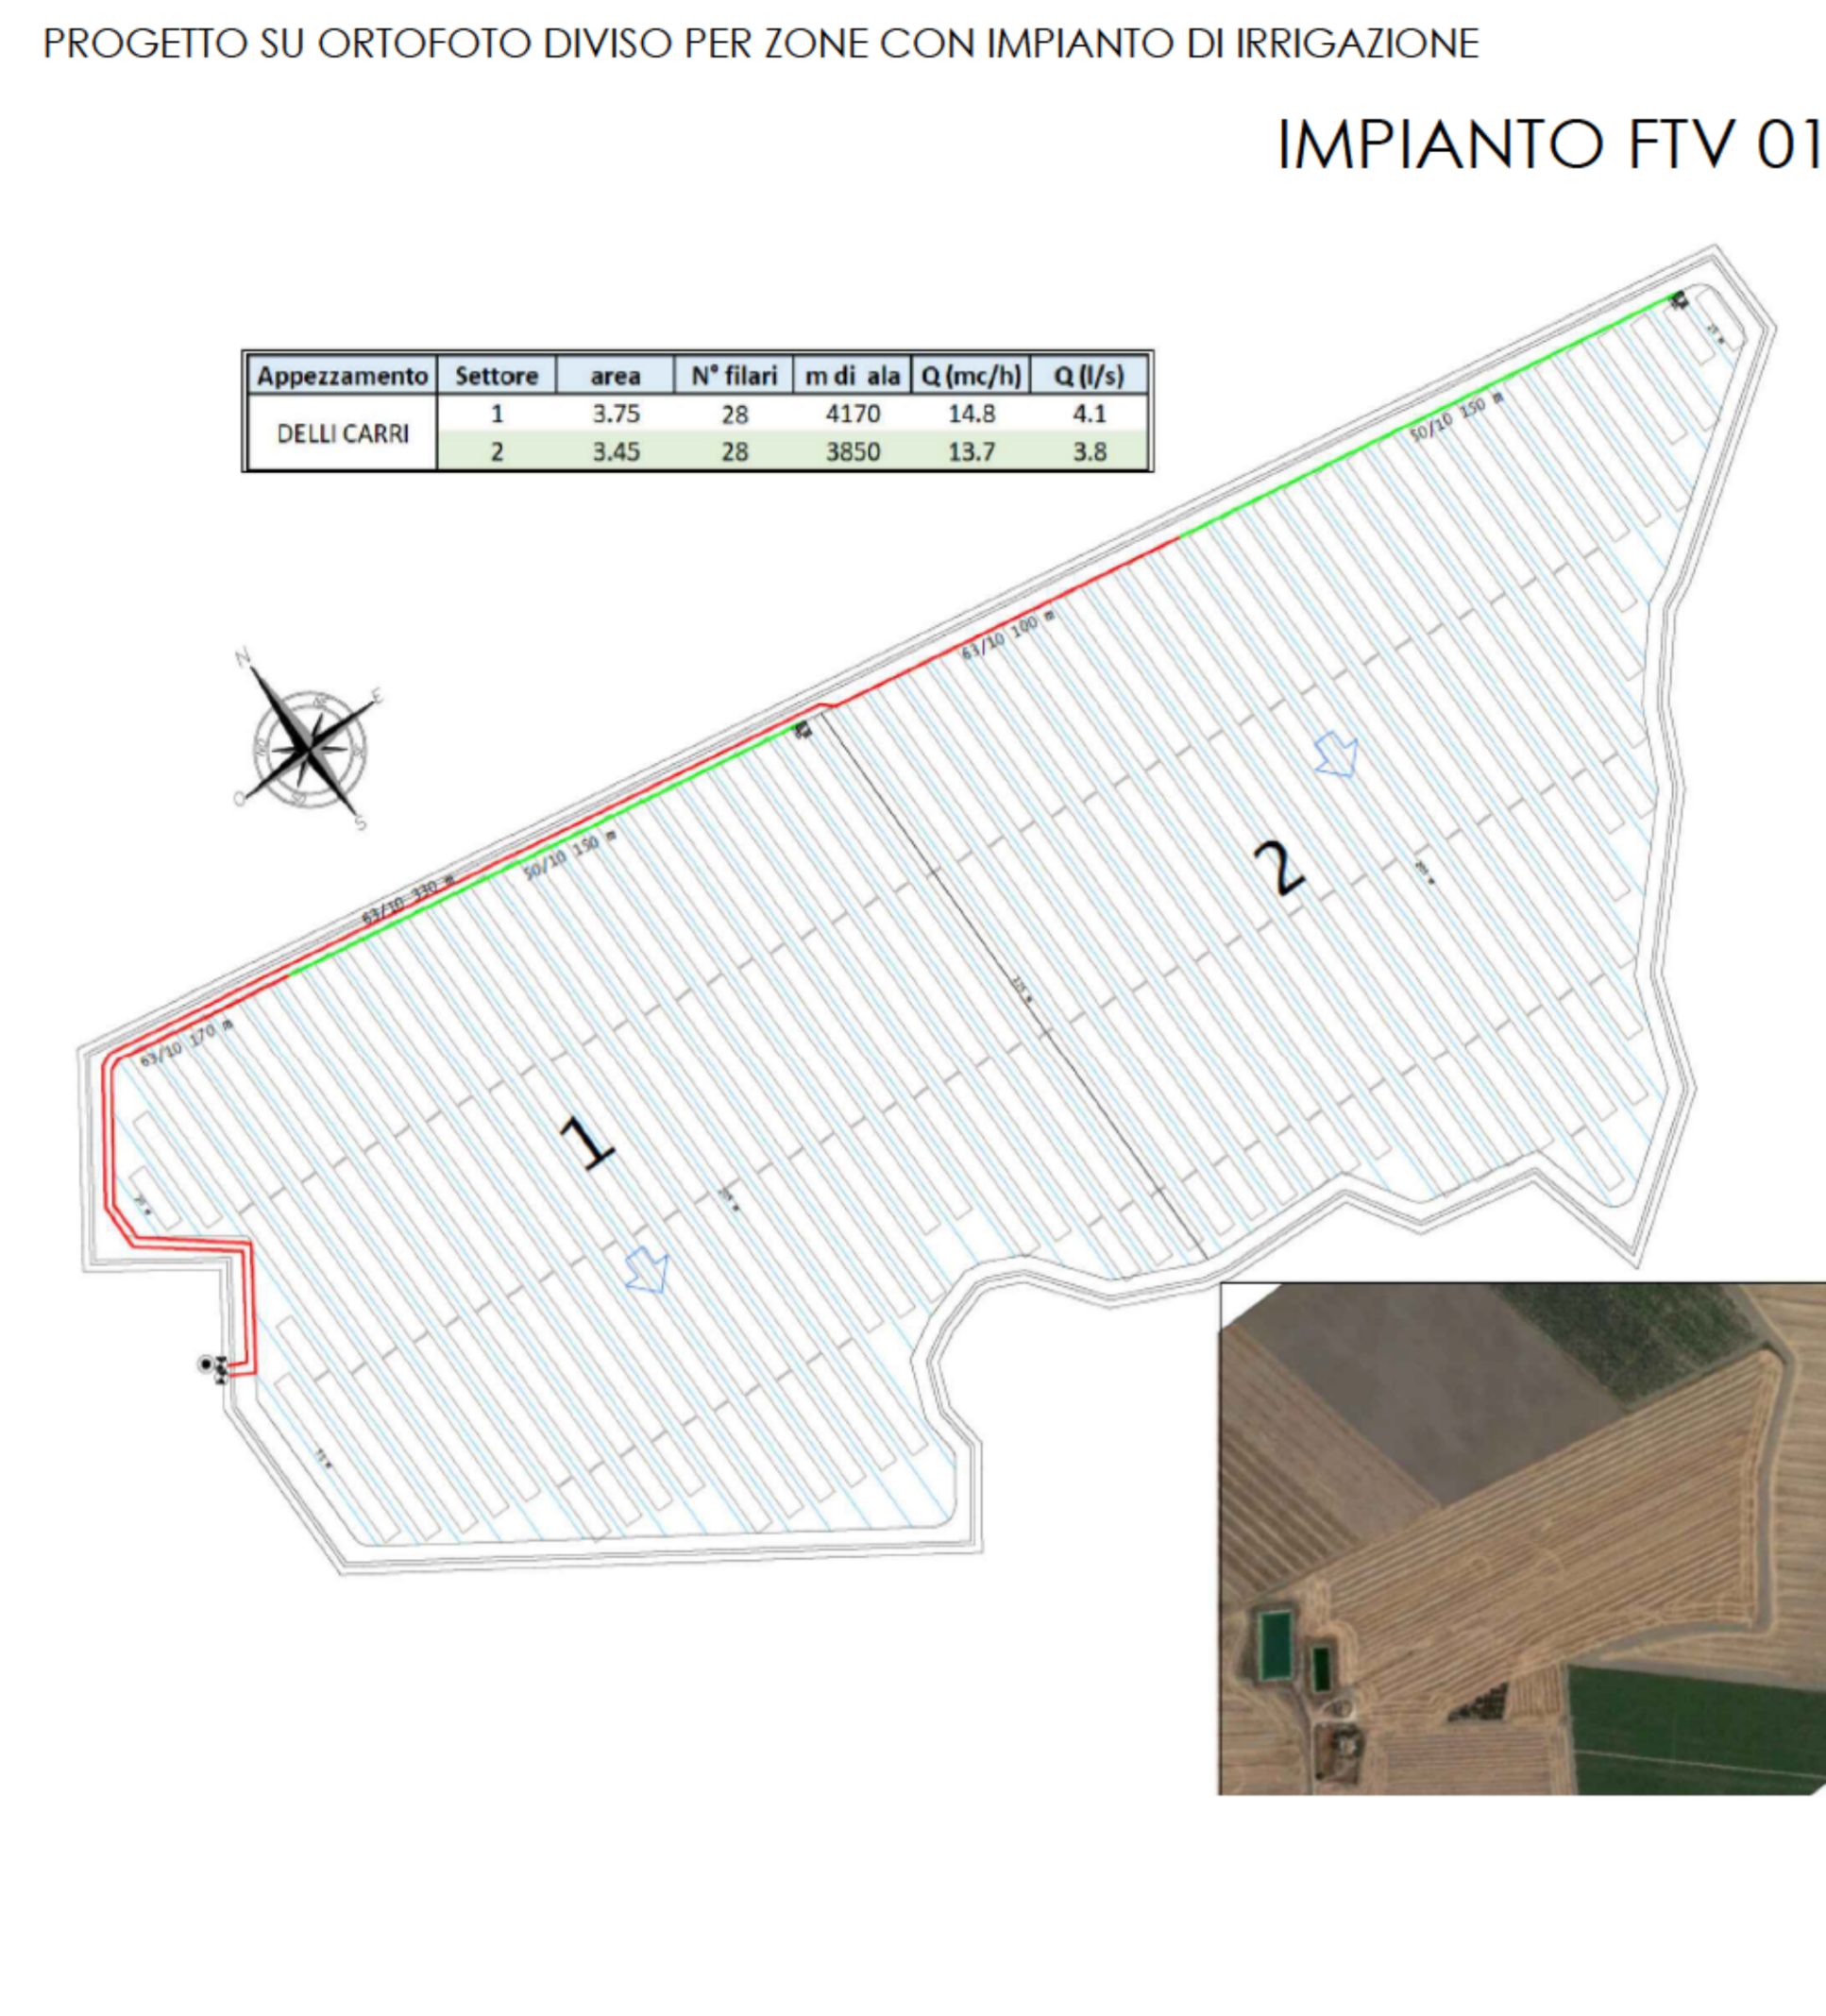 PROGETTO SU ORTOFOTO DIVISO PER ZONE CON IMPIANTO DI IRRIGAZIONE
IMPIANTO FTV 01
Appezzamento Settore area N° filari m di ala Q (mc/h) Q (l/s)
DELLI CARRI
1 3.75 28 4170 14.8 4.1
2 3.45 28 3850 13.7 3.8
50/10 150 m
63/10 100 m
N
E
O
S
50/10 150 m
63/10 330 m
63/10 170 m
2
1